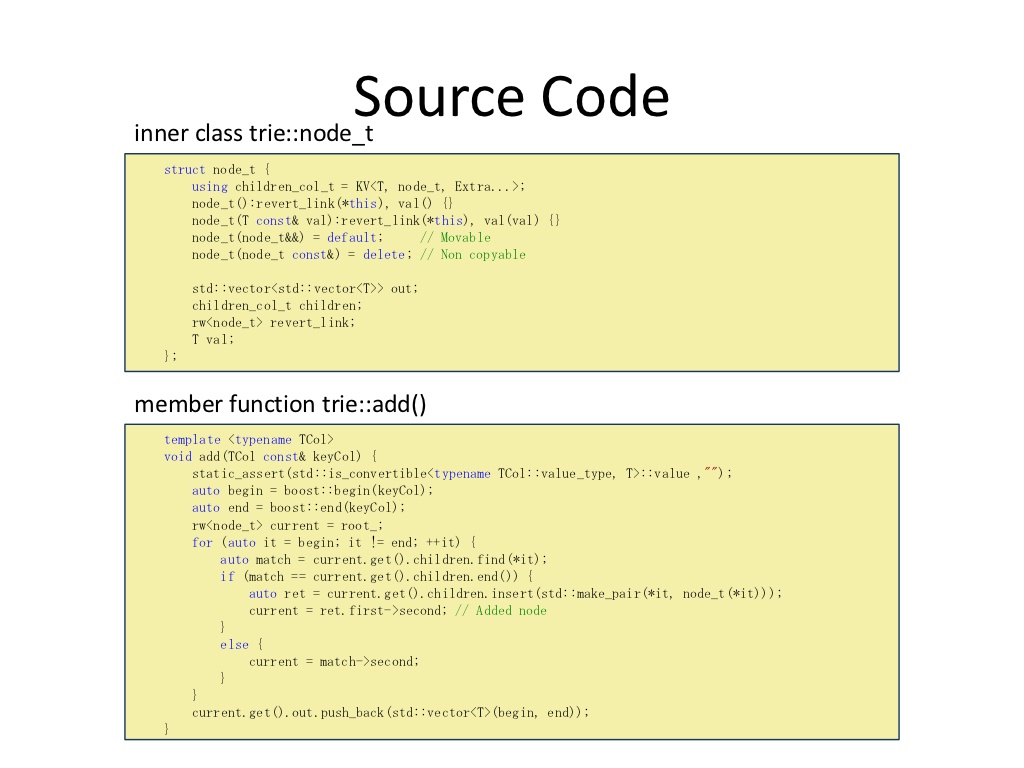 Source Code
inner class trie::node_t
struct node_t {
    using children_col_t = KV<T, node_t, Extra...>;
    node_t():revert_link(*this), val() {}
    node_t(T const& val):revert_link(*this), val(val) {}
    node_t(node_t&&) = default;     // Movable
    node_t(node_t const&) = delete; // Non copyable
    std::vector<std::vector<T>> out;
    children_col_t children;
    rw<node_t> revert_link;
    T val;
};
member function trie::add()
template <typename TCol>
void add(TCol const& keyCol) {
    static_assert(std::is_convertible<typename TCol::value_type, T>::value ,"");
    auto begin = boost::begin(keyCol);
    auto end = boost::end(keyCol);
    rw<node_t> current = root_;
    for (auto it = begin; it != end; ++it) {
        auto match = current.get().children.find(*it);
        if (match == current.get().children.end()) {
            auto ret = current.get().children.insert(std::make_pair(*it, node_t(*it)));
            current = ret.first->second; // Added node
        }
        else {
            current = match->second;
        }
    }
    current.get().out.push_back(std::vector<T>(begin, end));
}